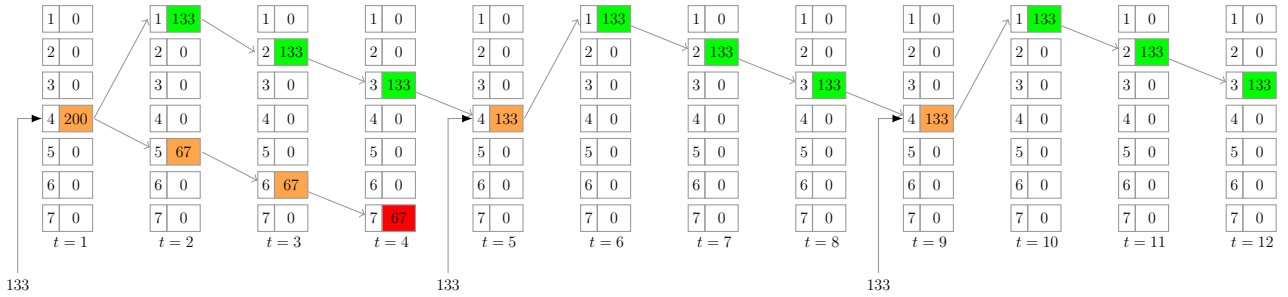 1 0 1 133 1 0 1 0 1 0 1 133 1 0 1 0 1 0 1 133 1 0 1 0
2 0 2 0 2 133 2 0 2 0 2 0 2 133 2 0 2 0 2 0 2 133 2 0
3 0 3 0 3 0 3 133 3 0 3 0 3 0 3 133 3 0 3 0 3 0 3 133
4 200 4 0 4 0 4 0 4 133 4 0 4 0 4 0 4 133 4 0 4 0 4 0
5 0 5 67 5 0 5 0 5 0 5 0 5 0 5 0 5 0 5 0 5 0 5 0
6 0 6 0 6 67 6 0 6 0 6 0 6 0 6 0 6 0 6 0 6 0 6 0
7 0 7 0 7 0 7 67 7 0 7 0 7 0 7 0 7 0 7 0 7 0 7 0
t = 1 t = 2 t = 3 t = 4 t = 5 t = 6 t = 7 t = 8 t = 9 t = 10 t = 11 t = 12
133 133 133